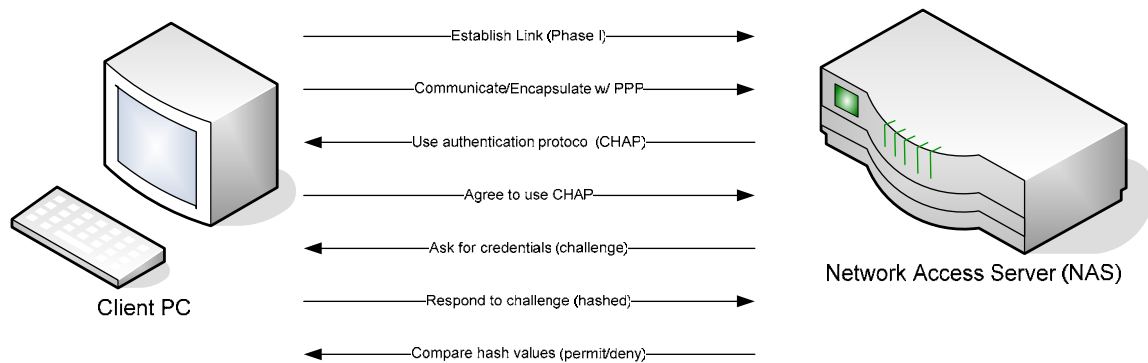 Establish Link (Phase I)
Communicate/Encapsulate w/ PPP
Use authentication protoco (CHAP)
Agree to use CHAP
Ask for credentials (challenge)
Respond to challenge (hashed)
Compare hash values (permit/deny)
Client PC
Network Access Server (NAS)